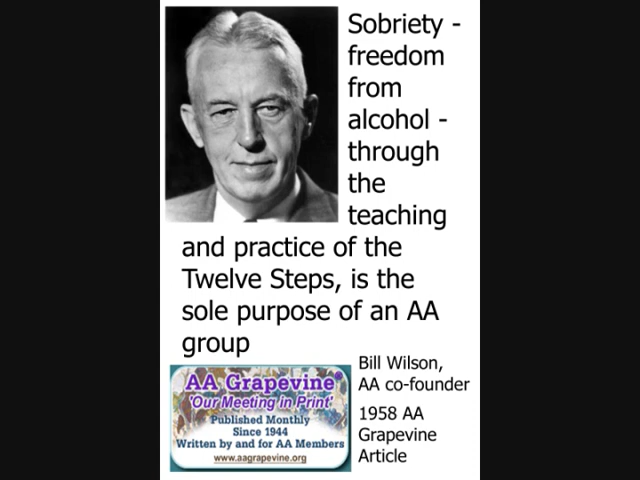 Sobriety -
freedom
from
alcohol -
through
the
teaching
and practice of the
Twelve Steps, is the
sole purpose of an AA
group
AA Grapevine®
'Our Meeting in Print'
Published Monthly
Since 1944
Written by and for AA Members
www.aagrapevine.org
Bill Wilson,
AA co-founder
1958 AA
Grapevine
Article